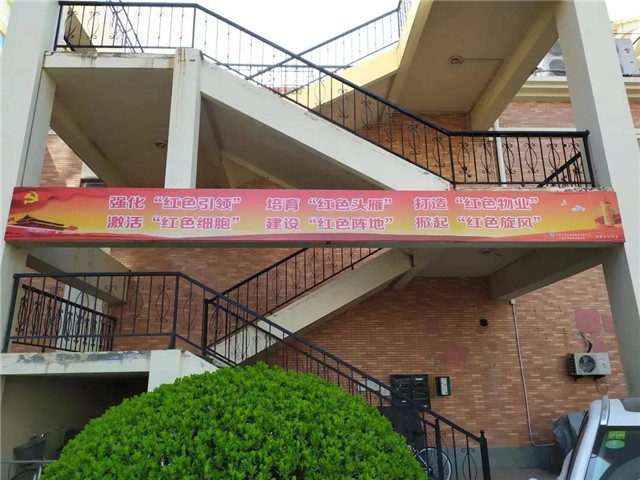 强化 “红色引领” 培育 “红色头雁” 打造 “红色物业”
激活 “红色细胞” 建设 “红色阵地” 掀起 “红色旋风”